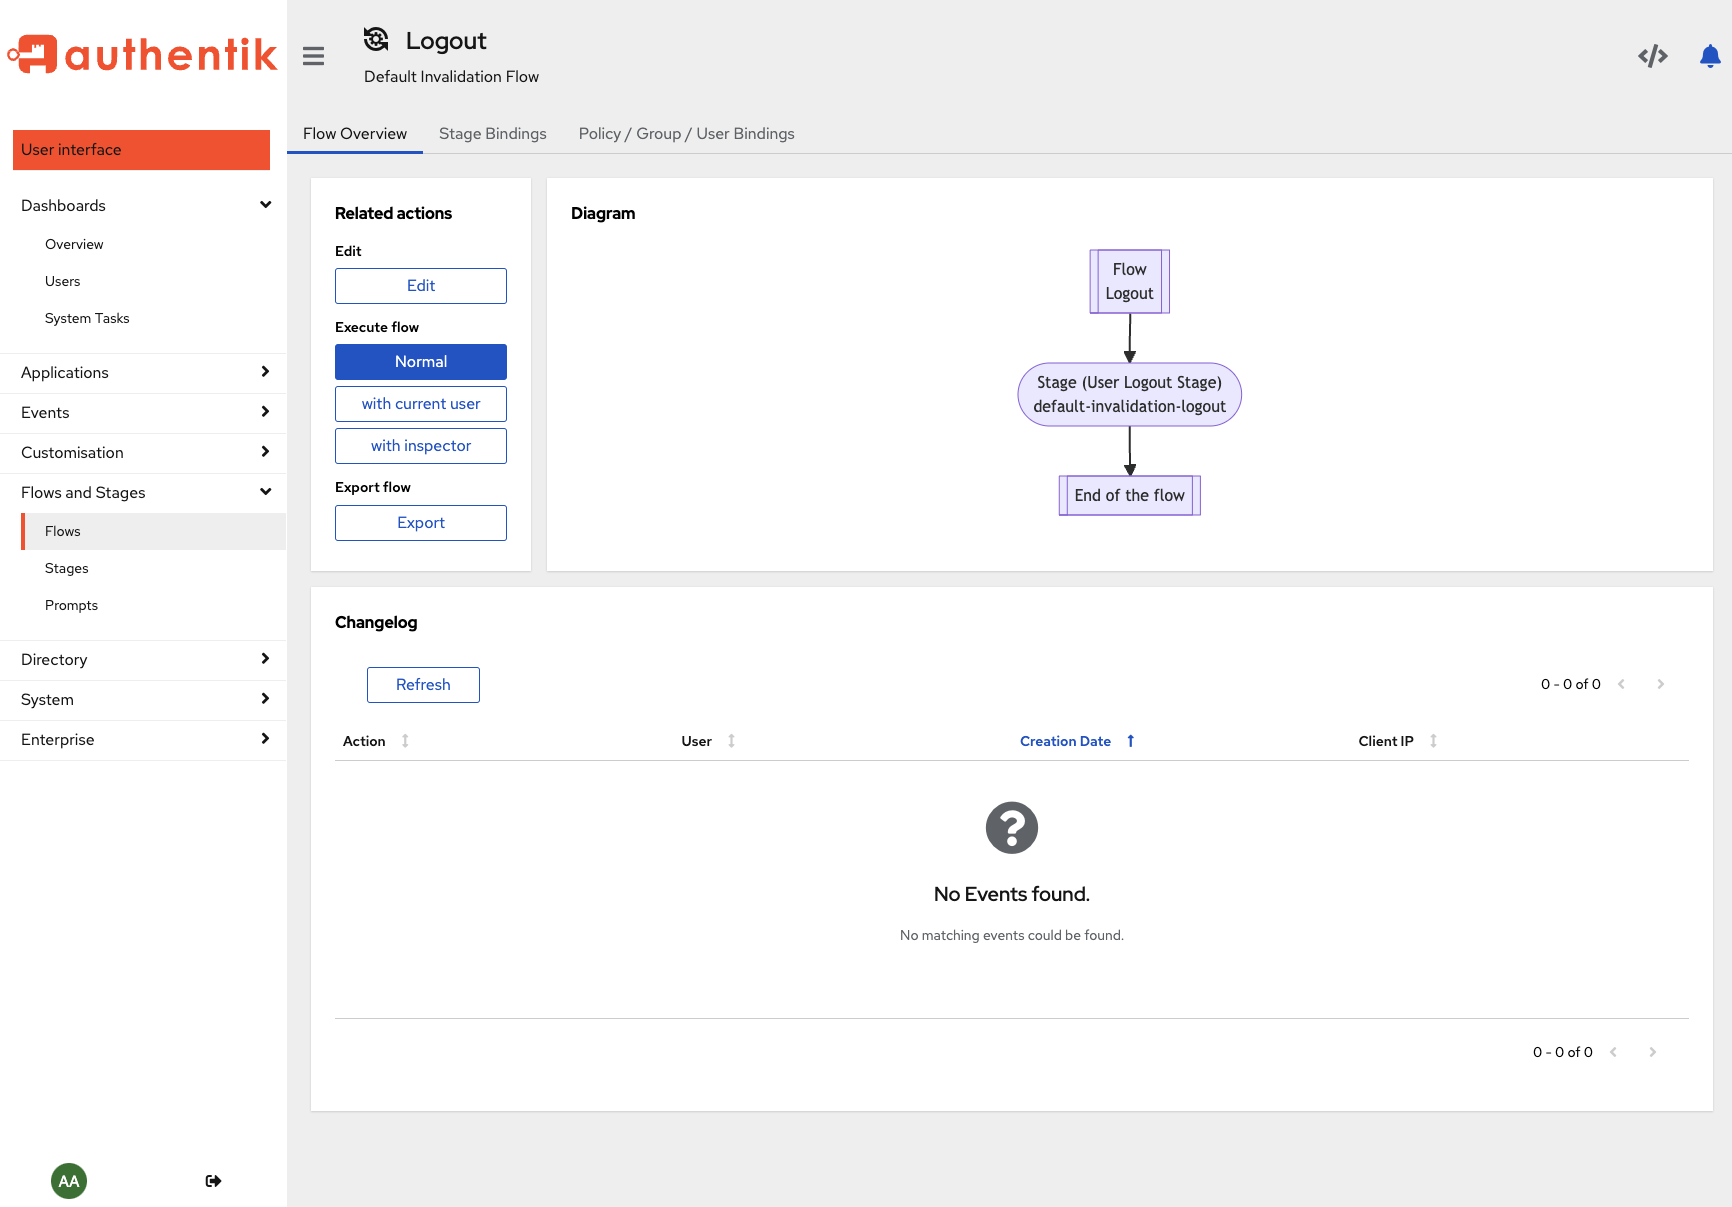 authentik
Logout
Default Invalidation Flow
User interface
Dashboards
Overview
Users
System Tasks
Applications
Events
Customisation
Flows and Stages
Flows
Stages
Prompts
Directory
System
Enterprise
AA
Flow Overview
Stage Bindings
Policy / Group / User Bindings
Related actions
Edit
Edit
Execute flow
Normal
with current user
with inspector
Export flow
Export
Diagram
Flow
Logout
Stage (User Logout Stage)
default-invalidation-logout
End of the flow
Changelog
Refresh
0 - 0 of 0
Action
User
Creation Date
Client IP
No Events found.
No matching events could be found.
0 - 0 of 0